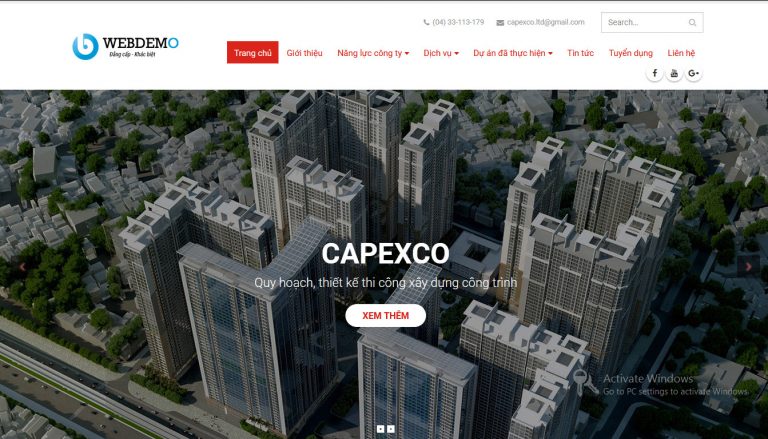 (04) 33-113-179
capexco.ltd@gmail.com
Search...
WEBDEMO
Đẳng cấp - Khác biệt
Trang chủ
Giới thiệu
Năng lực công ty
Dịch vụ
Dự án đã thực hiện
Tin tức
Tuyển dụng
Liên hệ
f
You Tube
G+
CAPEXCO
Quy hoạch, thiết kế thi công xây dựng công trình
XEM THÊM
Activate Windows
Go to PC settings to activate Windows.